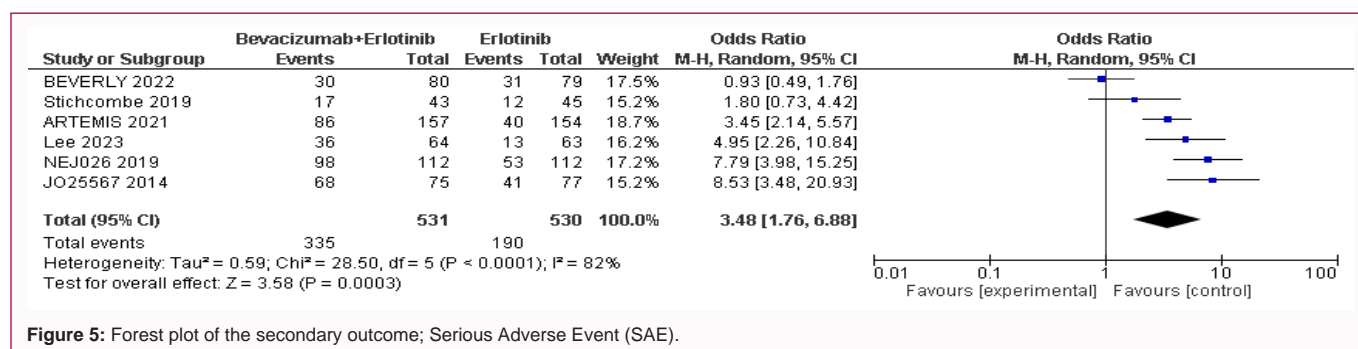 Bevacizumab+Erlotinib Erlotinib Odds Ratio Odds Ratio
Study or Subgroup Events Total Events Total Weight M-H, Random, 95% CI M-H, Random, 95% CI
BEVERLY 2022 30 80 31 79 17.5% 0.93 [0.49, 1.76]
Stichcombe 2019 17 43 12 45 15.2% 1.80 [0.73, 4.42]
ARTEMIS 2021 86 157 40 154 18.7% 3.45 [2.14, 5.57]
Lee 2023 36 64 13 63 16.2% 4.95 [2.26, 10.84]
NEJ026 2019 98 112 53 112 17.2% 7.79 [3.98, 15.25]
JO25567 2014 68 75 41 77 15.2% 8.53 [3.48, 20.93]
Total (95% CI) 531 530 100.0% 3.48 [1.76, 6.88]
Total events 335 190
Heterogeneity: Tau² = 0.59; Chi² = 28.50, df = 5 (P < 0.0001); I² = 82%
Test for overall effect: Z = 3.58 (P = 0.0003)
0.01 0.1 1 10 100
Favours [experimental] Favours [control]
Figure 5: Forest plot of the secondary outcome; Serious Adverse Event (SAE).